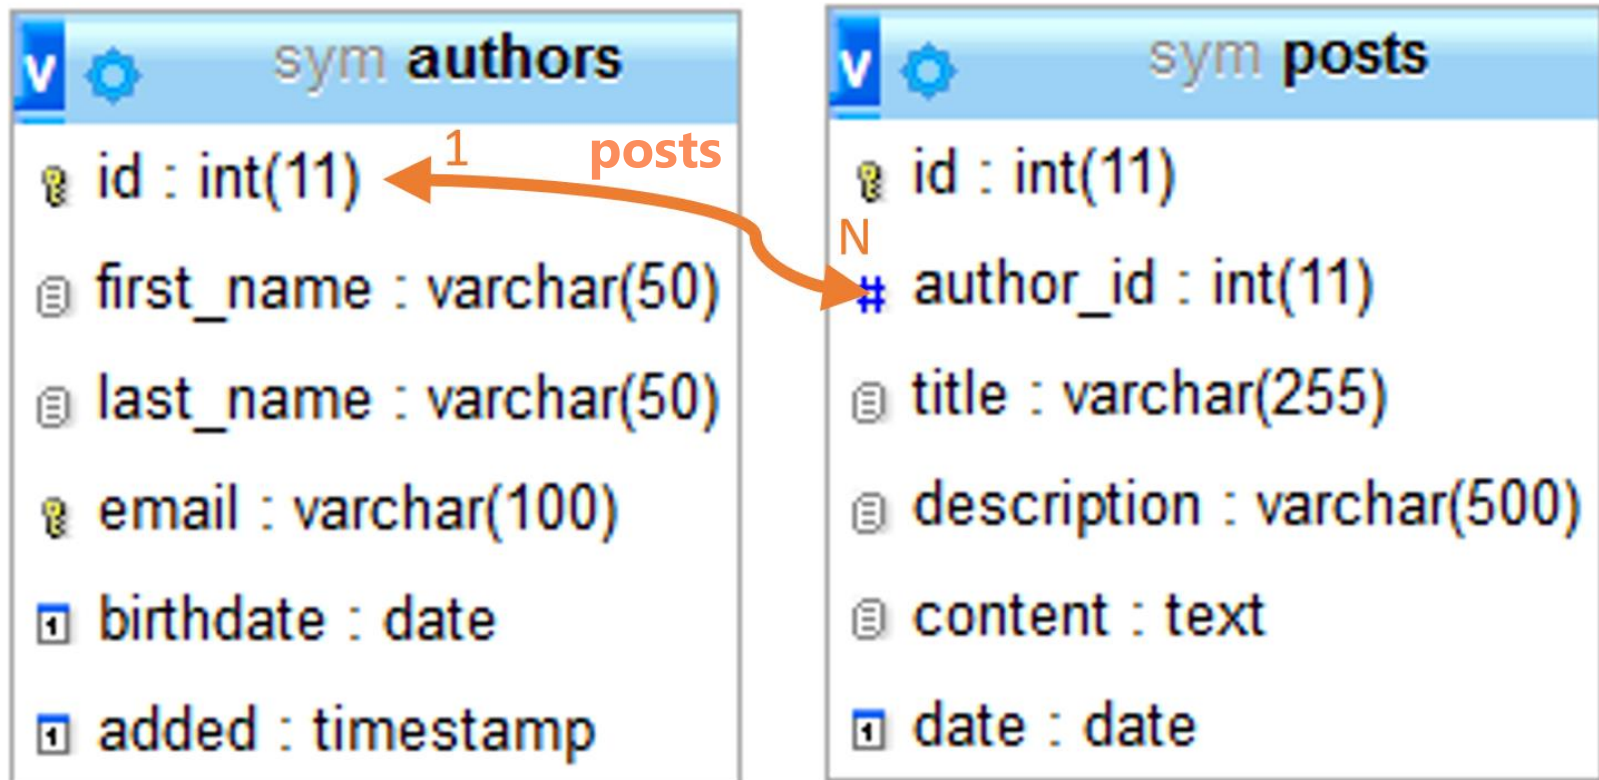 v sym authors
id : int(11)
first_name : varchar(50)
last_name : varchar(50)
email : varchar(100)
birthdate : date
added : timestamp
1 posts
N
v sym posts
id : int(11)
# author_id : int(11)
title : varchar(255)
description : varchar(500)
content : text
date : date